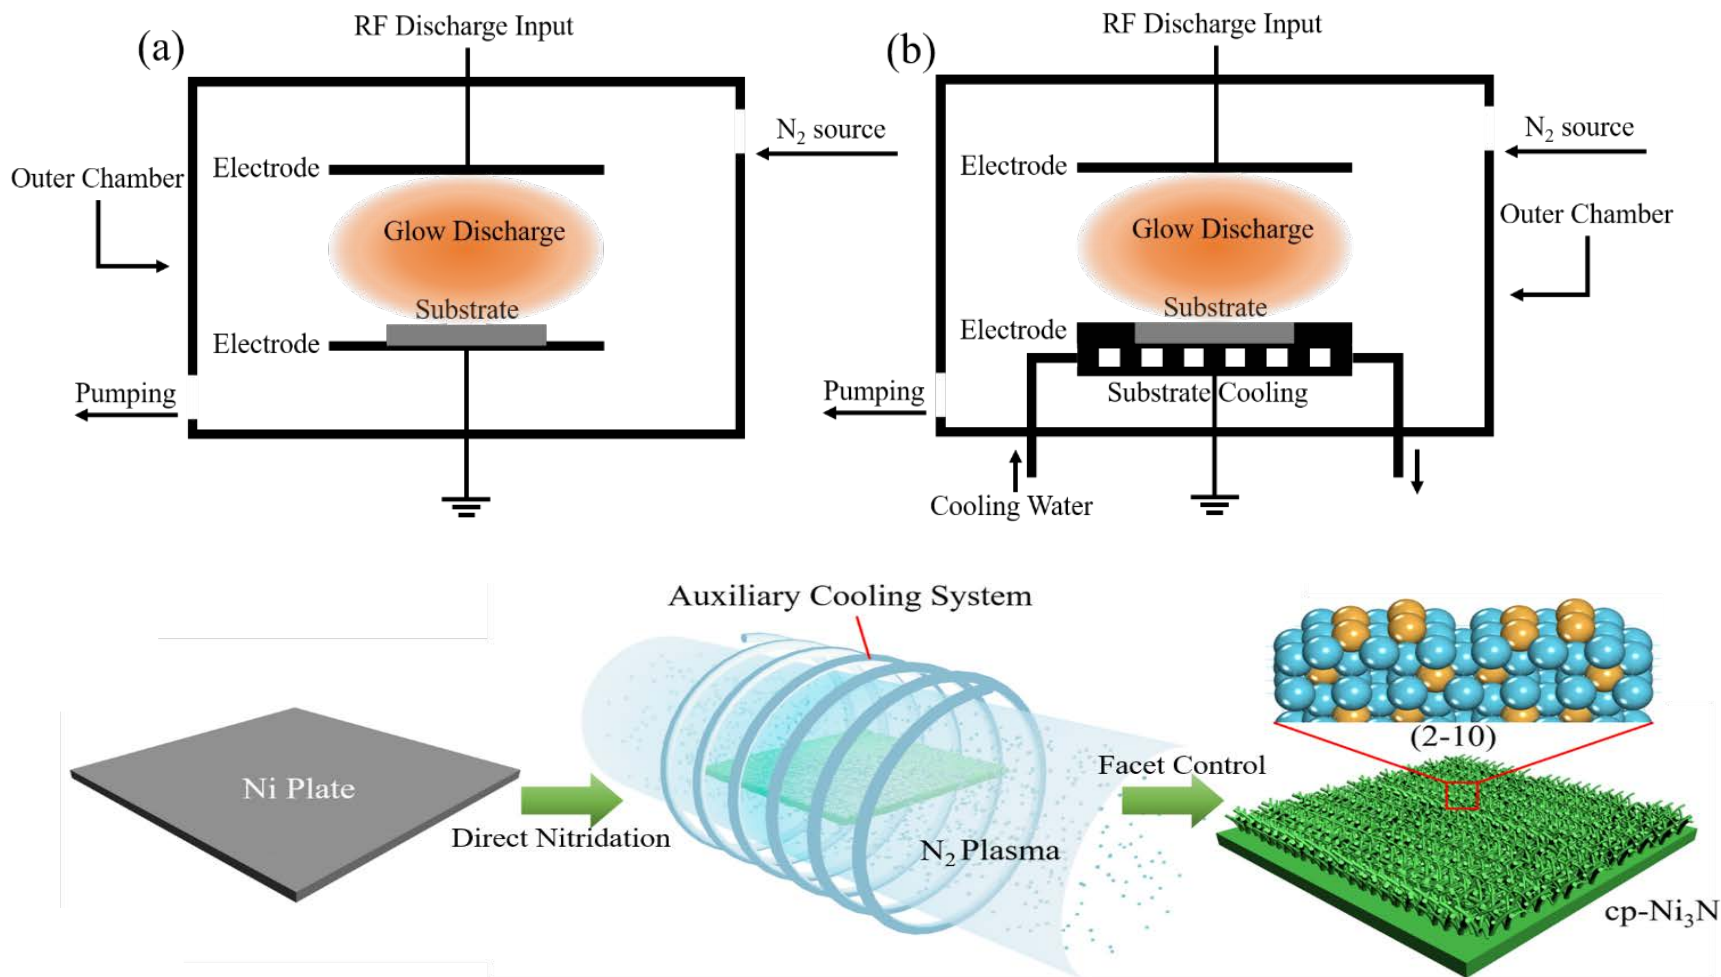 (a)
RF Discharge Input
N₂ source
Electrode
Outer Chamber
Glow Discharge
Substrate
Electrode
Pumping
(b)
RF Discharge Input
N₂ source
Electrode
Outer Chamber
Glow Discharge
Substrate
Electrode
Pumping
Substrate Cooling
Cooling Water
Auxiliary Cooling System
Ni Plate
Direct Nitridation
N₂ Plasma
Facet Control
(2-10)
cp-Ni₃N